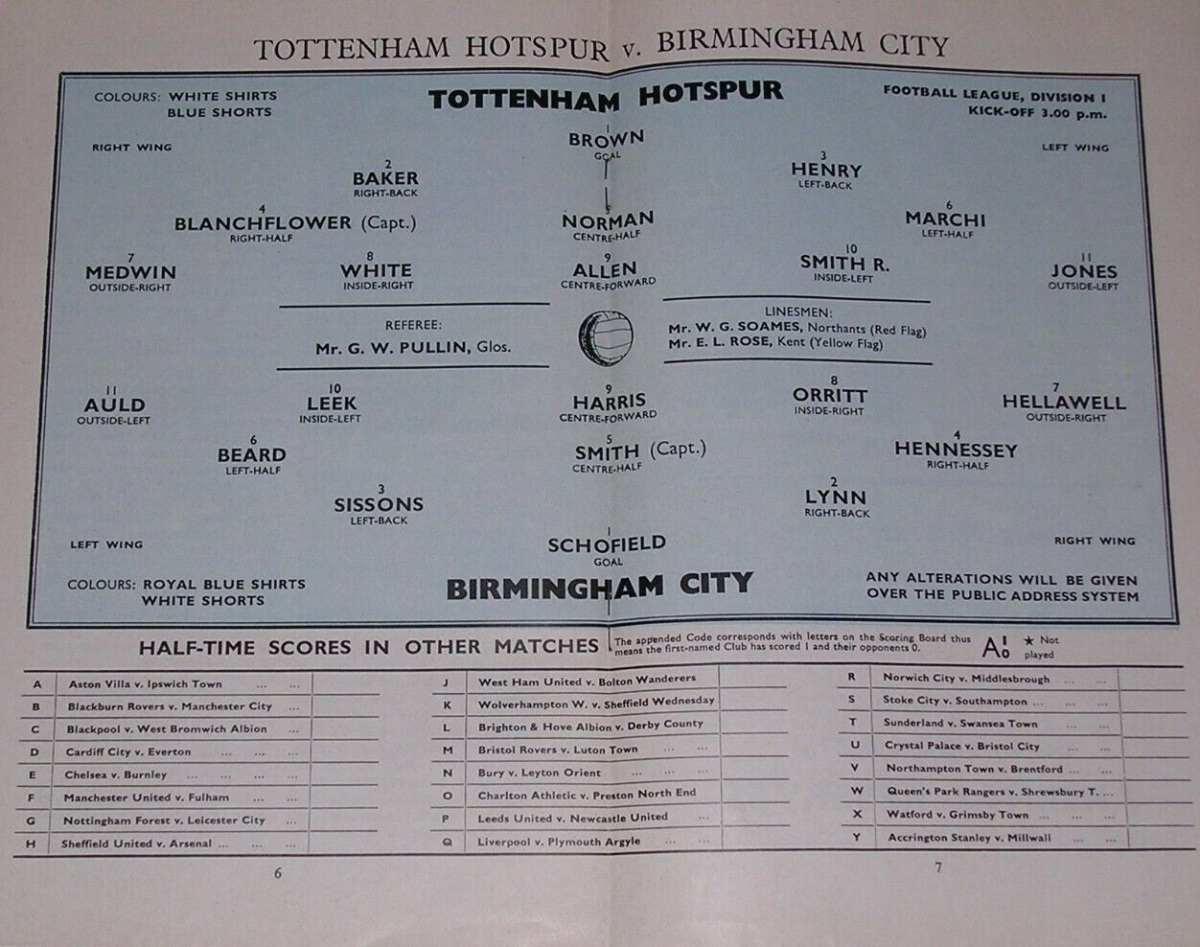 TOTTENHAM HOTSPUR v. BIRMINGHAM CITY
COLOURS: WHITE SHIRTS
BLUE SHORTS
TOTTENHAM HOTSPUR
FOOTBALL LEAGUE, DIVISION I
KICK-OFF 3.00 p.m.
RIGHT WING
LEFT WING
1
BROWN
GOAL
2
BAKER
RIGHT-BACK
3
HENRY
LEFT-BACK
4
BLANCHFLOWER (Capt.)
RIGHT-HALF
5
NORMAN
CENTRE-HALF
6
MARCHI
LEFT-HALF
7
MEDWIN
OUTSIDE-RIGHT
8
WHITE
INSIDE-RIGHT
9
ALLEN
CENTRE-FORWARD
10
SMITH R.
INSIDE-LEFT
11
JONES
OUTSIDE-LEFT
REFEREE:
Mr. G. W. PULLIN, Glos.
LINESMEN:
Mr. W. G. SOAMES, Northants (Red Flag)
Mr. E. L. ROSE, Kent (Yellow Flag)
11
AULD
OUTSIDE-LEFT
10
LEEK
INSIDE-LEFT
9
HARRIS
CENTRE-FORWARD
8
ORRITT
INSIDE-RIGHT
7
HELLAWELL
OUTSIDE-RIGHT
6
BEARD
LEFT-HALF
5
SMITH (Capt.)
CENTRE-HALF
4
HENNESSEY
RIGHT-HALF
3
SISSONS
LEFT-BACK
2
LYNN
RIGHT-BACK
1
SCHOFIELD
GOAL
LEFT WING
RIGHT WING
COLOURS: ROYAL BLUE SHIRTS
WHITE SHORTS
BIRMINGHAM CITY
ANY ALTERATIONS WILL BE GIVEN
OVER THE PUBLIC ADDRESS SYSTEM
HALF-TIME SCORES IN OTHER MATCHES
The appended Code corresponds with letters on the Scoring Board thus
means the first-named Club has scored 1 and their opponents 0.
A 1 0
★ Not
played
A Aston Villa v. Ipswich Town ... ...
B Blackburn Rovers v. Manchester City ...
C Blackpool v. West Bromwich Albion ...
D Cardiff City v. Everton ... ... ...
E Chelsea v. Burnley ... ... ... ...
F Manchester United v. Fulham ... ...
G Nottingham Forest v. Leicester City ...
H Sheffield United v. Arsenal ... ... ...
J West Ham United v. Bolton Wanderers
K Wolverhampton W. v. Sheffield Wednesday
L Brighton & Hove Albion v. Derby County
M Bristol Rovers v. Luton Town ... ...
N Bury v. Leyton Orient ... ... ...
O Charlton Athletic v. Preston North End
P Leeds United v. Newcastle United ...
Q Liverpool v. Plymouth Argyle ... ...
R Norwich City v. Middlesbrough ... ...
S Stoke City v. Southampton ... ... ...
T Sunderland v. Swansea Town ... ...
U Crystal Palace v. Bristol City ... ...
V Northampton Town v. Brentford ... ...
W Queen's Park Rangers v. Shrewsbury T. ...
X Watford v. Grimsby Town ... ... ...
Y Accrington Stanley v. Millwall ... ...
6
7